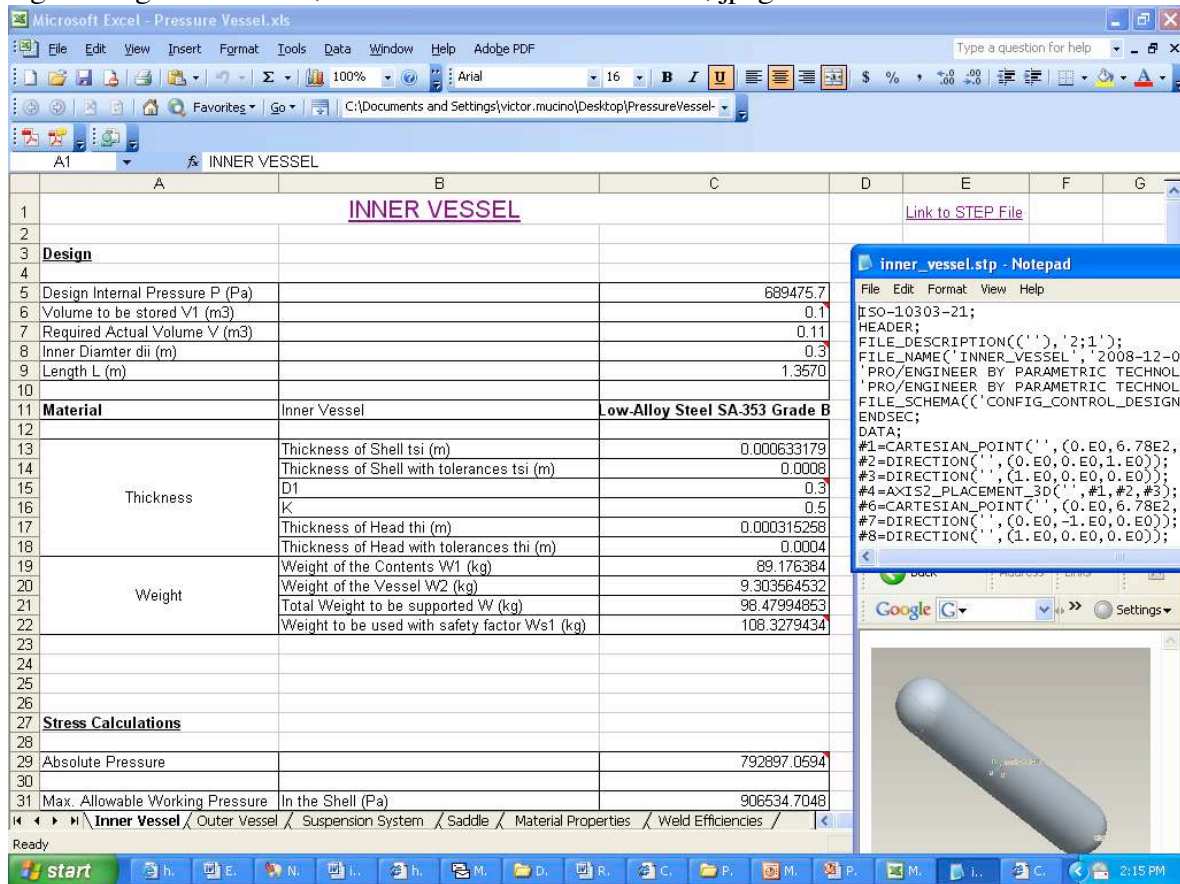 Microsoft Excel - Pressure Vessel.xls
File Edit View Insert Format Tools Data Window Help Adobe PDF
Type a question for help
100% Arial 16 B I U $ % ,
Favorites Go C:\Documents and Settings\victor.mucino\Desktop\PressureVessel-
A1 fx INNER VESSEL
A B C D E F G
1 INNER VESSEL Link to STEP File
2
3 Design
4
5 Design Internal Pressure P (Pa) 689475.7
6 Volume to be stored V1 (m3) 0.1
7 Required Actual Volume V (m3) 0.11
8 Inner Diamter dii (m) 0.3
9 Length L (m) 1.3570
10
11 Material Inner Vessel Low-Alloy Steel SA-353 Grade B
12
13 Thickness of Shell tsi (m) 0.000633179
14 Thickness of Shell with tolerances tsi (m) 0.0008
15 D1 0.3
Thickness
16 K 0.5
17 Thickness of Head thi (m) 0.000315258
18 Thickness of Head with tolerances thi (m) 0.0004
19 Weight of the Contents W1 (kg) 89.176384
20 Weight of the Vessel W2 (kg) 9.303564532
Weight
21 Total Weight to be supported W (kg) 98.47994853
22 Weight to be used with safety factor Ws1 (kg) 108.3279434
23
24
25
26
27 Stress Calculations
28
29 Absolute Pressure 792897.0594
30
31 Max. Allowable Working Pressure In the Shell (Pa) 906534.7048
Inner Vessel / Outer Vessel / Suspension System / Saddle / Material Properties / Weld Efficiencies /
Ready
inner_vessel.stp - Notepad
File Edit Format View Help
ISO-10303-21;
HEADER;
FILE_DESCRIPTION((''),'2;1');
FILE_NAME('INNER_VESSEL','2008-12-0
'PRO/ENGINEER BY PARAMETRIC TECHNOL
'PRO/ENGINEER BY PARAMETRIC TECHNOL
FILE_SCHEMA(('CONFIG_CONTROL_DESIGN
ENDSEC;
DATA;
#1=CARTESIAN_POINT('',(0.E0,6.78E2,
#2=DIRECTION('',(0.E0,0.E0,1.E0));
#3=DIRECTION('',(1.E0,0.E0,0.E0));
#4=AXIS2_PLACEMENT_3D('',#1,#2,#3);
#6=CARTESIAN_POINT('',(0.E0,6.78E2,
#7=DIRECTION('',(0.E0,-1.E0,0.E0));
#8=DIRECTION('',(1.E0,0.E0,0.E0));
Google G Settings
start h. E. N. i.. h. M. D. R. C. P. M. P. M. i.. C. 2:15 PM